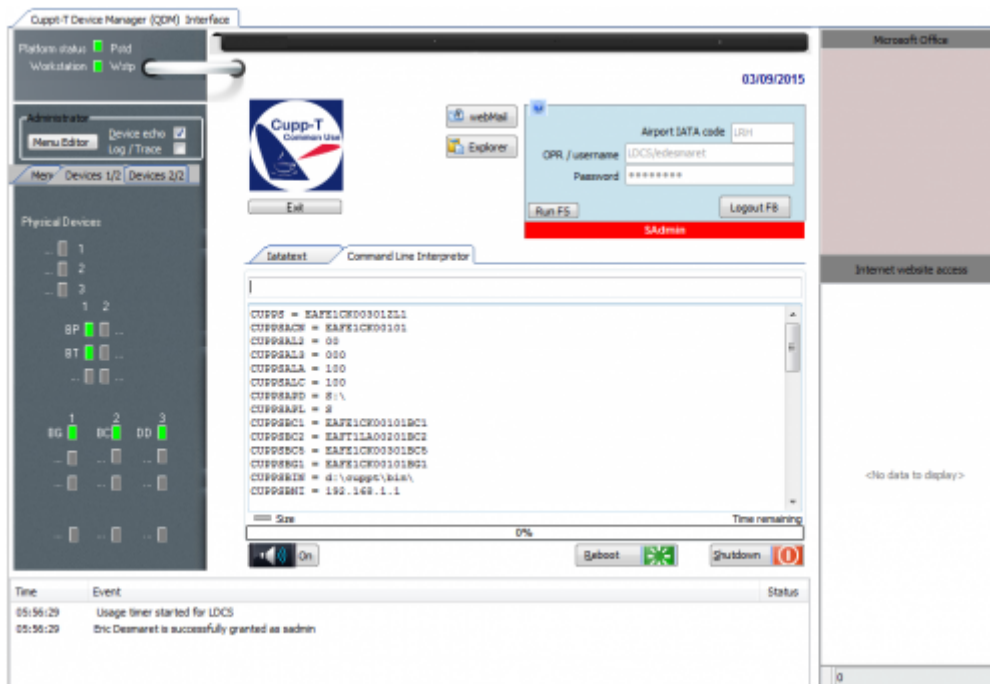 Cuppt-T Device Manager (QDM) Interface
Platform status Pstd
Workstation Wstp
Microsoft Office
03/09/2015
Administrator
Menu Editor
Device echo
Log / Trace
Devices 1/2
Devices 2/2
Cupp-T
Common Use
Exit
webMail
Explorer
Airport IATA code LRH
OPR / username LDCS/edesmaret
Password ********
Run F5
Logout F8
SAdmin
Physical Devices
... 1
... 2
... 3
1 2
BP ...
BT ...
... ...
1 2 3
BG BC DD
... ... ...
... ... ...
... ... ...
Iatatext
Command Line Interpretor
CUPPS = EAFE1CK00301ZL1
CUPPSACN = EAFE1CK00101
CUPPSAL2 = 00
CUPPSAL3 = 000
CUPPSALA = 100
CUPPSALC = 100
CUPPSAPD = S:\
CUPPSAPL = S
CUPPSBC1 = EAFE1CK00101BC1
CUPPSBC2 = EAFT1LA00201BC2
CUPPSBC5 = EAFE1CK00301BC5
CUPPSBG1 = EAFE1CK00101BG1
CUPPSBIN = d:\cuppt\bin\
CUPPSBNI = 192.168.1.1
Size
Time remaining
0%
On
Reboot
Shutdown
Internet website access
<No data to display>
Time Event Status
05:56:29 Usage timer started for LDCS
05:56:29 Eric Desmaret is successfully granted as sadmin
0